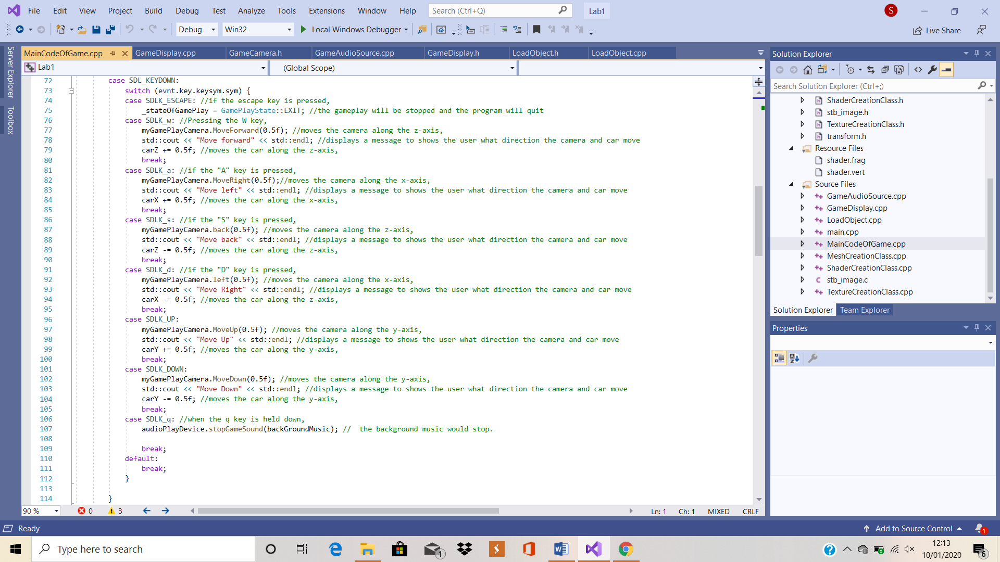 File Edit View Project Build Debug Test Analyze Tools Extensions Window Help Search (Ctrl+Q) Lab1 S
Debug Win32 Local Windows Debugger Live Share
Server Explorer
Toolbox
MainCodeOfGame.cpp GameDisplay.cpp GameCamera.h GameAudioSource.cpp GameDisplay.h LoadObject.h LoadObject.cpp
Lab1 (Global Scope)
72 case SDL_KEYDOWN:
73 switch (evnt.key.keysym.sym) {
74 case SDLK_ESCAPE: //if the escape key is pressed,
75 _stateOfGamePlay = GamePlayState::EXIT; //the gameplay will be stopped and the program will quit
76 case SDLK_w: //Pressing the W key,
77 myGamePlayCamera.MoveForward(0.5f); //moves the camera along the z-axis,
78 std::cout << "Move forward" << std::endl; //displays a message to shows the user what direction the camera and car move
79 carZ += 0.5f; //moves the car along the z-axis,
80 break;
81 case SDLK_a: //if the "A" key is pressed,
82 myGamePlayCamera.MoveRight(0.5f);//moves the camera along the x-axis,
83 std::cout << "Move left" << std::endl; //displays a message to shows the user what direction the camera and car move
84 carX += 0.5f; //moves the car along the x-axis,
85 break;
86 case SDLK_s: //if the "S" key is pressed,
87 myGamePlayCamera.back(0.5f); //moves the camera along the z-axis,
88 std::cout << "Move back" << std::endl; //displays a message to shows the user what direction the camera and car move
89 carZ -= 0.5f; //moves the car along the z-axis,
90 break;
91 case SDLK_d: //if the "D" key is pressed,
92 myGamePlayCamera.left(0.5f); //moves the camera along the x-axis,
93 std::cout << "Move Right" << std::endl; //displays a message to shows the user what direction the camera and car move
94 carX -= 0.5f; //moves the car along the z-axis,
95 break;
96 case SDLK_UP:
97 myGamePlayCamera.MoveUp(0.5f); //moves the camera along the y-axis,
98 std::cout << "Move Up" << std::endl; //displays a message to shows the user what direction the camera and car move
99 carY += 0.5f; //moves the car along the y-axis,
100 break;
101 case SDLK_DOWN:
102 myGamePlayCamera.MoveDown(0.5f); //moves the camera along the y-axis,
103 std::cout << "Move Down" << std::endl; //displays a message to shows the user what direction the camera and car move
104 carY -= 0.5f; //moves the car along the y-axis,
105 break;
106 case SDLK_q: //when the q key is held down,
107 audioPlayDevice.stopGameSound(backGroundMusic); //  the background music would stop.
108
109 break;
110 default:
111 break;
112 }
113
114 }
90 % 0 3 Ln: 1 Ch: 1 MIXED CRLF
Solution Explorer
Search Solution Explorer (Ctrl+;)
ShaderCreationClass.h
stb_image.h
TextureCreationClass.h
transform.h
Resource Files
shader.frag
shader.vert
Source Files
GameAudioSource.cpp
GameDisplay.cpp
LoadObject.cpp
main.cpp
MainCodeOfGame.cpp
MeshCreationClass.cpp
ShaderCreationClass.cpp
stb_image.c
TextureCreationClass.cpp
Solution Explorer Team Explorer
Properties
Ready Add to Source Control 1
Type here to search 1 12:13
10/01/2020 6